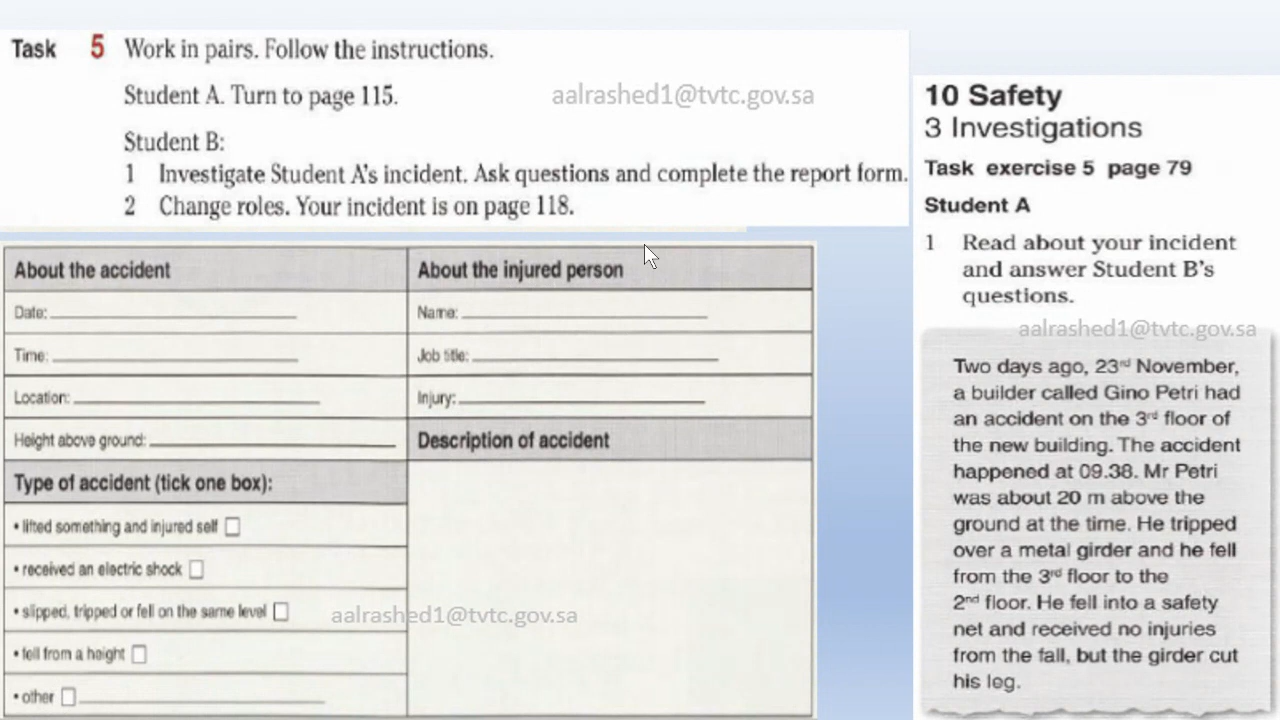 Task 5 Work in pairs. Follow the instructions.
Student A. Turn to page 115.
aalrashed1@tvtc.gov.sa
Student B:
1 Investigate Student A's incident. Ask questions and complete the report form.
2 Change roles. Your incident is on page 118.
About the accident
Date:
Time:
Location:
Height above ground:
Type of accident (tick one box):
• lifted something and injured self
• received an electric shock
• slipped, tripped or fell on the same level
• fell from a height
• other
About the injured person
Name:
Job title:
Injury:
Description of accident
aalrashed1@tvtc.gov.sa
10 Safety
3 Investigations
Task exercise 5 page 79
Student A
1 Read about your incident
and answer Student B's
questions.
aalrashed1@tvtc.gov.sa
Two days ago, 23rd November,
a builder called Gino Petri had
an accident on the 3rd floor of
the new building. The accident
happened at 09.38. Mr Petri
was about 20 m above the
ground at the time. He tripped
over a metal girder and he fell
from the 3rd floor to the
2nd floor. He fell into a safety
net and received no injuries
from the fall, but the girder cut
his leg.